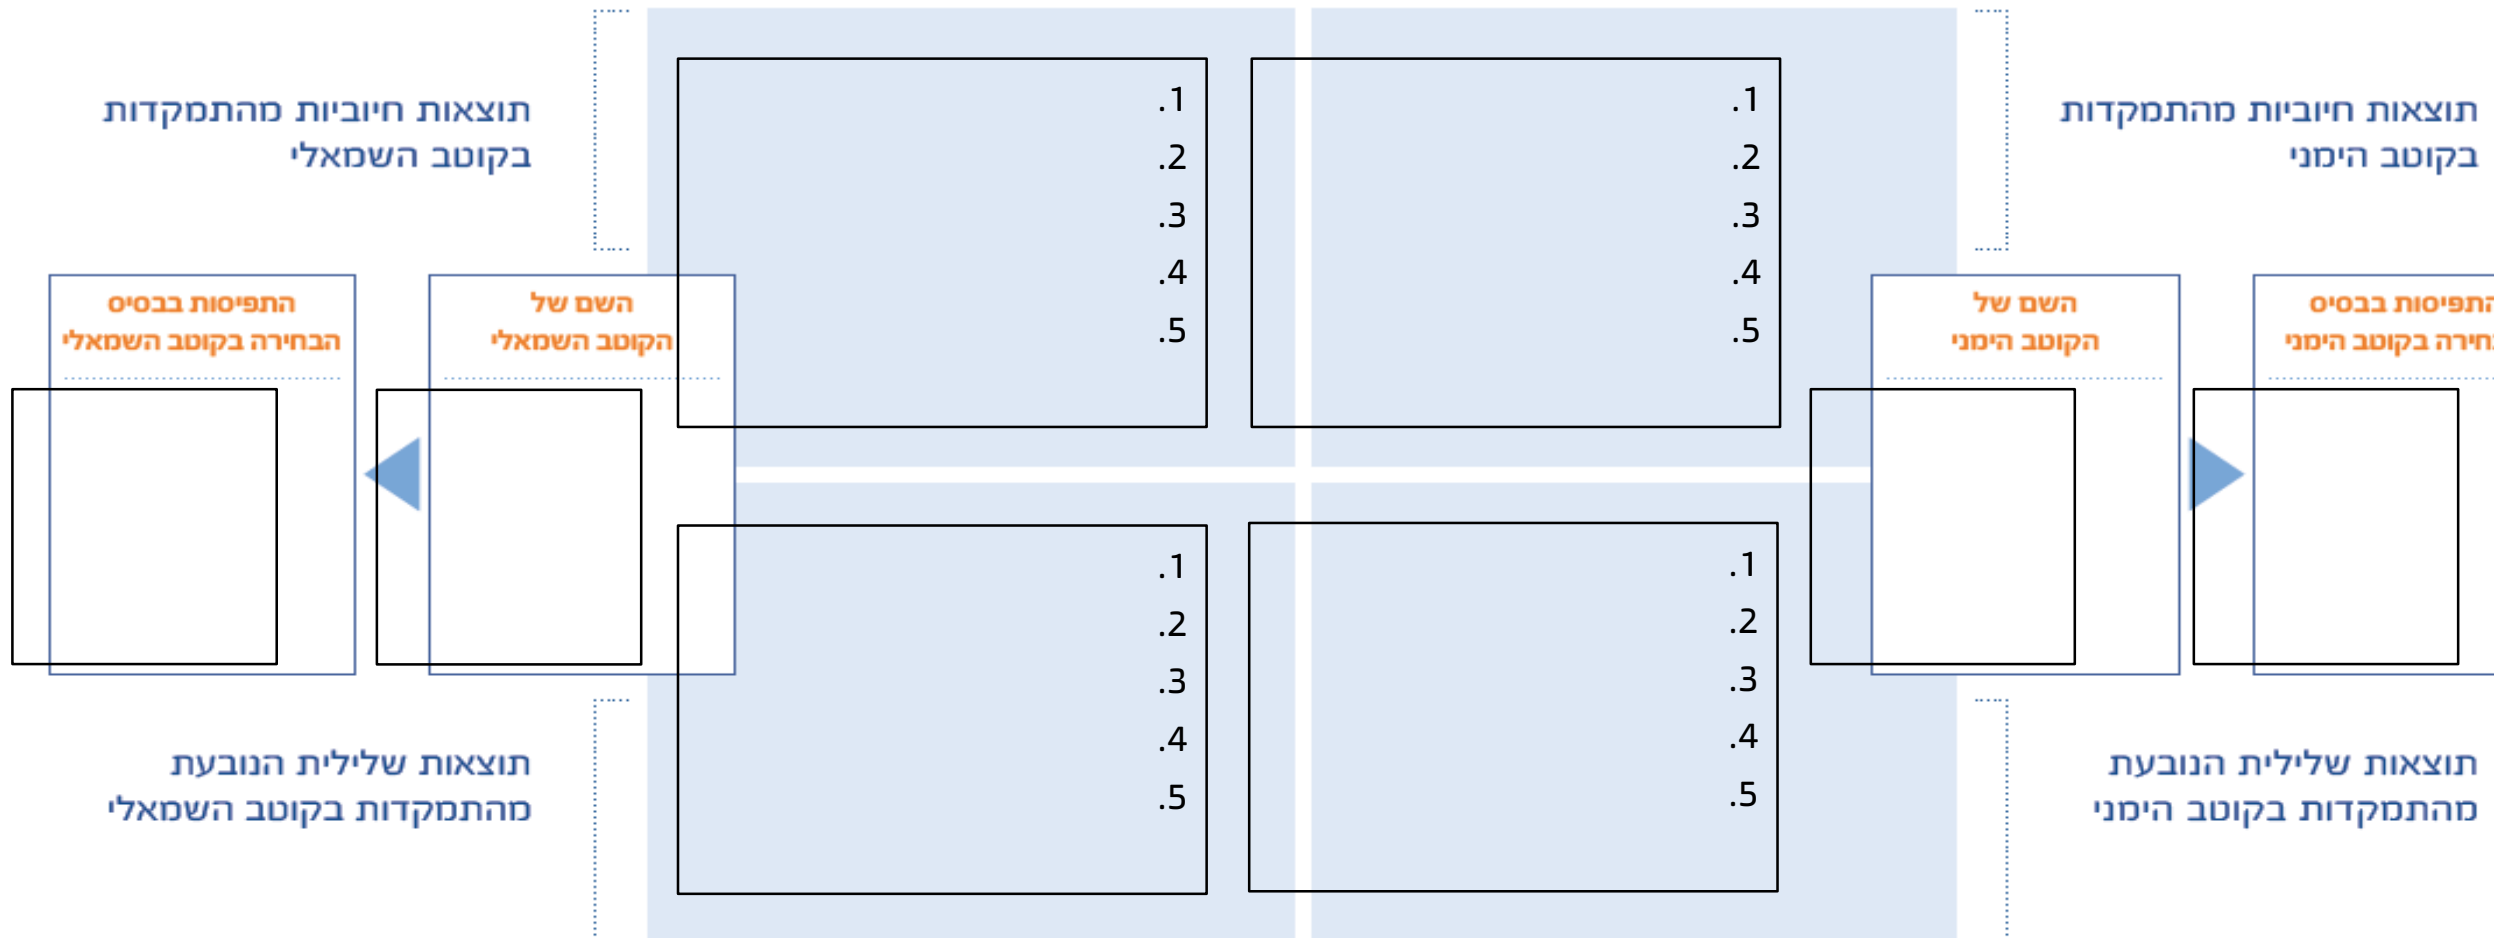 תוצאות חיוביות מהתמקדות
בקוטב הימני
.1
.2
.3
.4
.5
.1
.2
.3
.4
.5
תוצאות חיוביות מהתמקדות
בקוטב השמאלי
התפיסות בבסיס
בקוטב הימני
השם של
הקוטב הימני
השם של
הקוטב השמאלי
התפיסות בבסיס
הבחירה בקוטב השמאלי
תוצאות שלילית הנובעת
מהתמקדות בקוטב הימני
.1
.2
.3
.4
.5
.1
.2
.3
.4
.5
תוצאות שלילית הנובעת
מהתמקדות בקוטב השמאלי